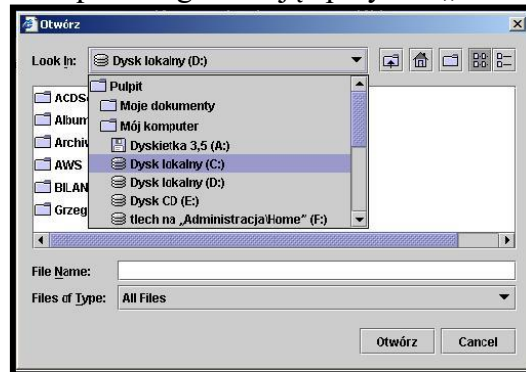 Otwórz
Look In: Dysk lokalny (D:)
Pulpit
ACDS
Moje dokumenty
Album
Mój komputer
Archiv
Dyskietka 3,5 (A:)
AWS
Dysk lokalny (C:)
BILAN
Dysk lokalny (D:)
Dysk CD (E:)
Grzeg
tlech na „Administracja\Home" (F:)
File Name:
Files of Type: All Files
Otwórz Cancel